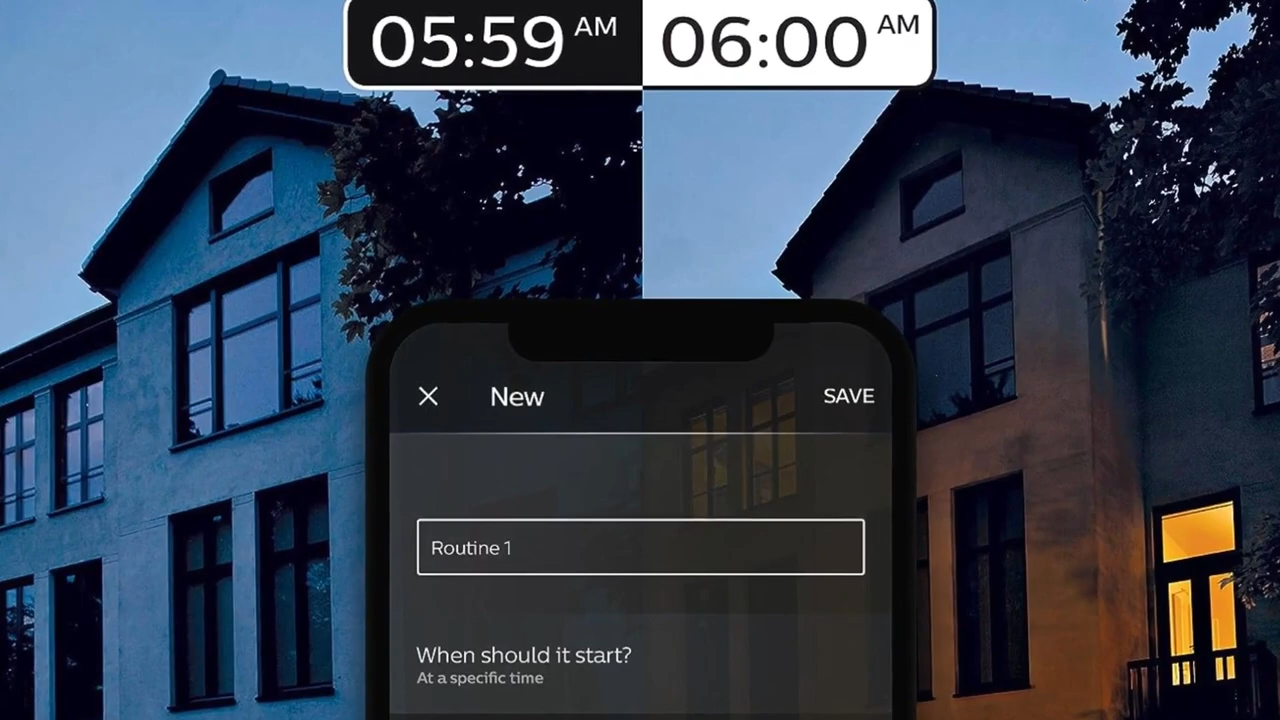 05:59 AM
06:00 AM
New
SAVE
Routine 1
When should it start?
At a specific time